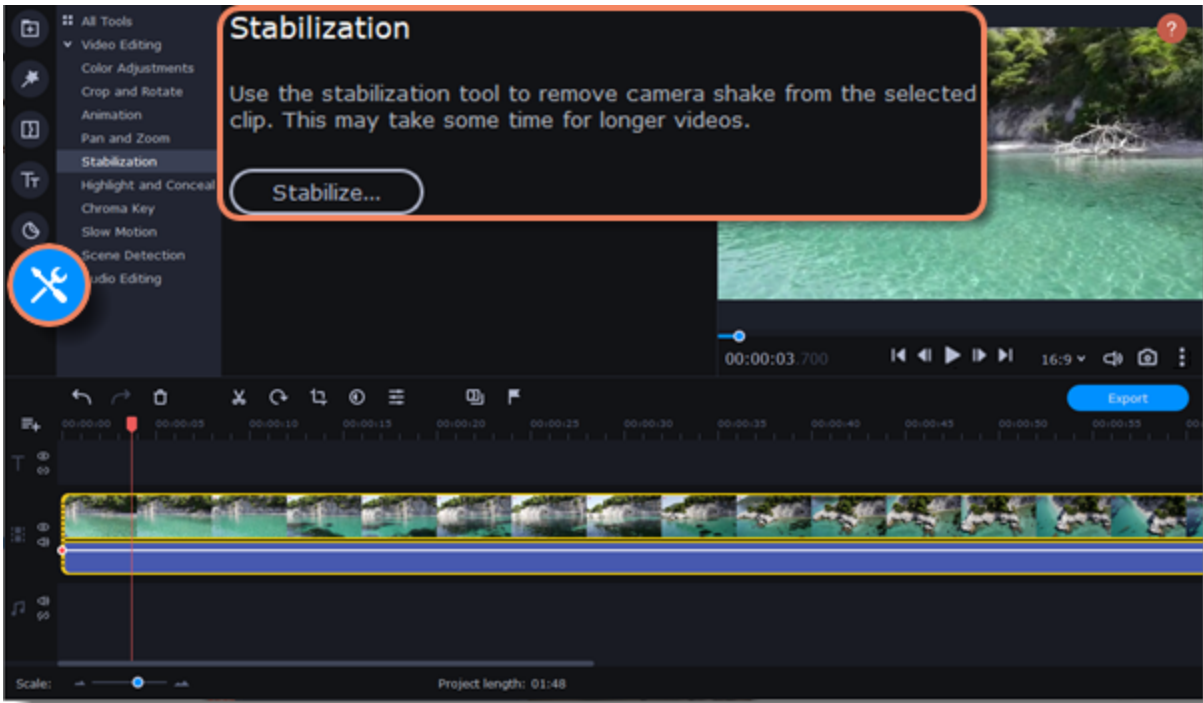 All Tools
Video Editing
Color Adjustments
Crop and Rotate
Animation
Pan and Zoom
Stabilization
Highlight and Conceal
Chroma Key
Slow Motion
Scene Detection
udio Editing
Stabilization
Use the stabilization tool to remove camera shake from the selected
clip. This may take some time for longer videos.
Stabilize...
?
Tт
00:00:03.700
16:9
Export
00:00:00 00:00:05 00:00:10 00:00:15 00:00:20 00:00:25 00:00:30 00:00:35 00:00:40 00:00:45 00:00:50 00:00:55 00:
T
Scale:
Project length: 01:48